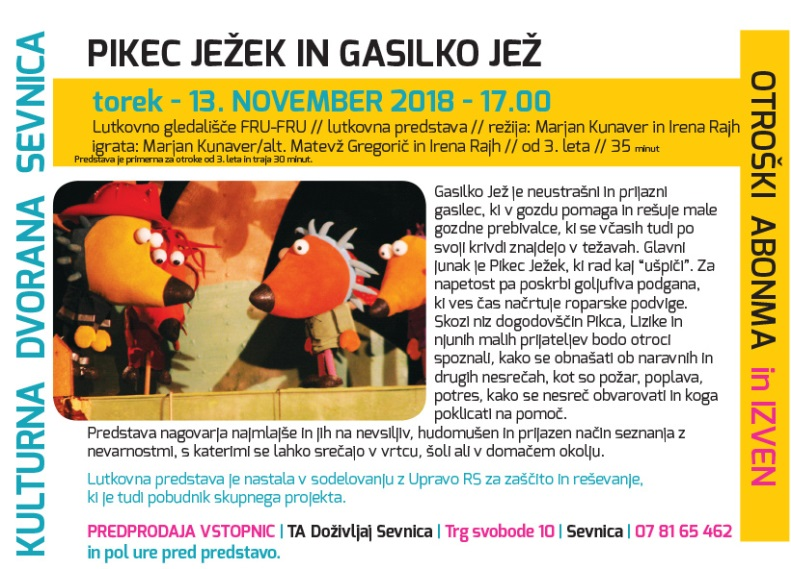 KULTURNA DVORANA SEVNICA
PIKEC JEŽEK IN GASILKO JEŽ
torek - 13. NOVEMBER 2018 - 17.00
Lutkovno gledališče FRU-FRU // lutkovna predstava // režija: Marjan Kunaver in Irena Rajh
igrata: Marjan Kunaver/alt. Matevž Gregorič in Irena Rajh // od 3. leta // 35 minut
Predstava je primerna za otroke od 3. leta in traja 30 minut.
Gasilko Jež je neustrašni in prijazni
gasilec, ki v gozdu pomaga in rešuje male
gozdne prebivalce, ki se včasih tudi po
svoji krivdi znajdejo v težavah. Glavni
junak je Pikec Ježek, ki rad kaj “ušpiči”. Za
napetost pa poskrbi goljufiva podgana,
ki ves čas načrtuje roparske podvige.
Skozi niz dogodovščin Pikca, Lizike in
njunih malih prijateljev bodo otroci
spoznali, kako se obnašati ob naravnih in
drugih nesrečah, kot so požar, poplava,
potres, kako se nesreč obvarovati in koga
poklicati na pomoč.
Predstava nagovarja najmlajše in jih na nevsiljiv, hudomušen in prijazen način seznanja z
nevarnostmi, s katerimi se lahko srečajo v vrtcu, šoli ali v domačem okolju.
Lutkovna predstava je nastala v sodelovanju z Upravo RS za zaščito in reševanje,
ki je tudi pobudnik skupnega projekta.
PREDPRODAJA VSTOPNIC | TA Doživljaj Sevnica | Trg svobode 10 | Sevnica | 07 81 65 462
in pol ure pred predstavo.
OTROŠKI ABONMA in IZVEN